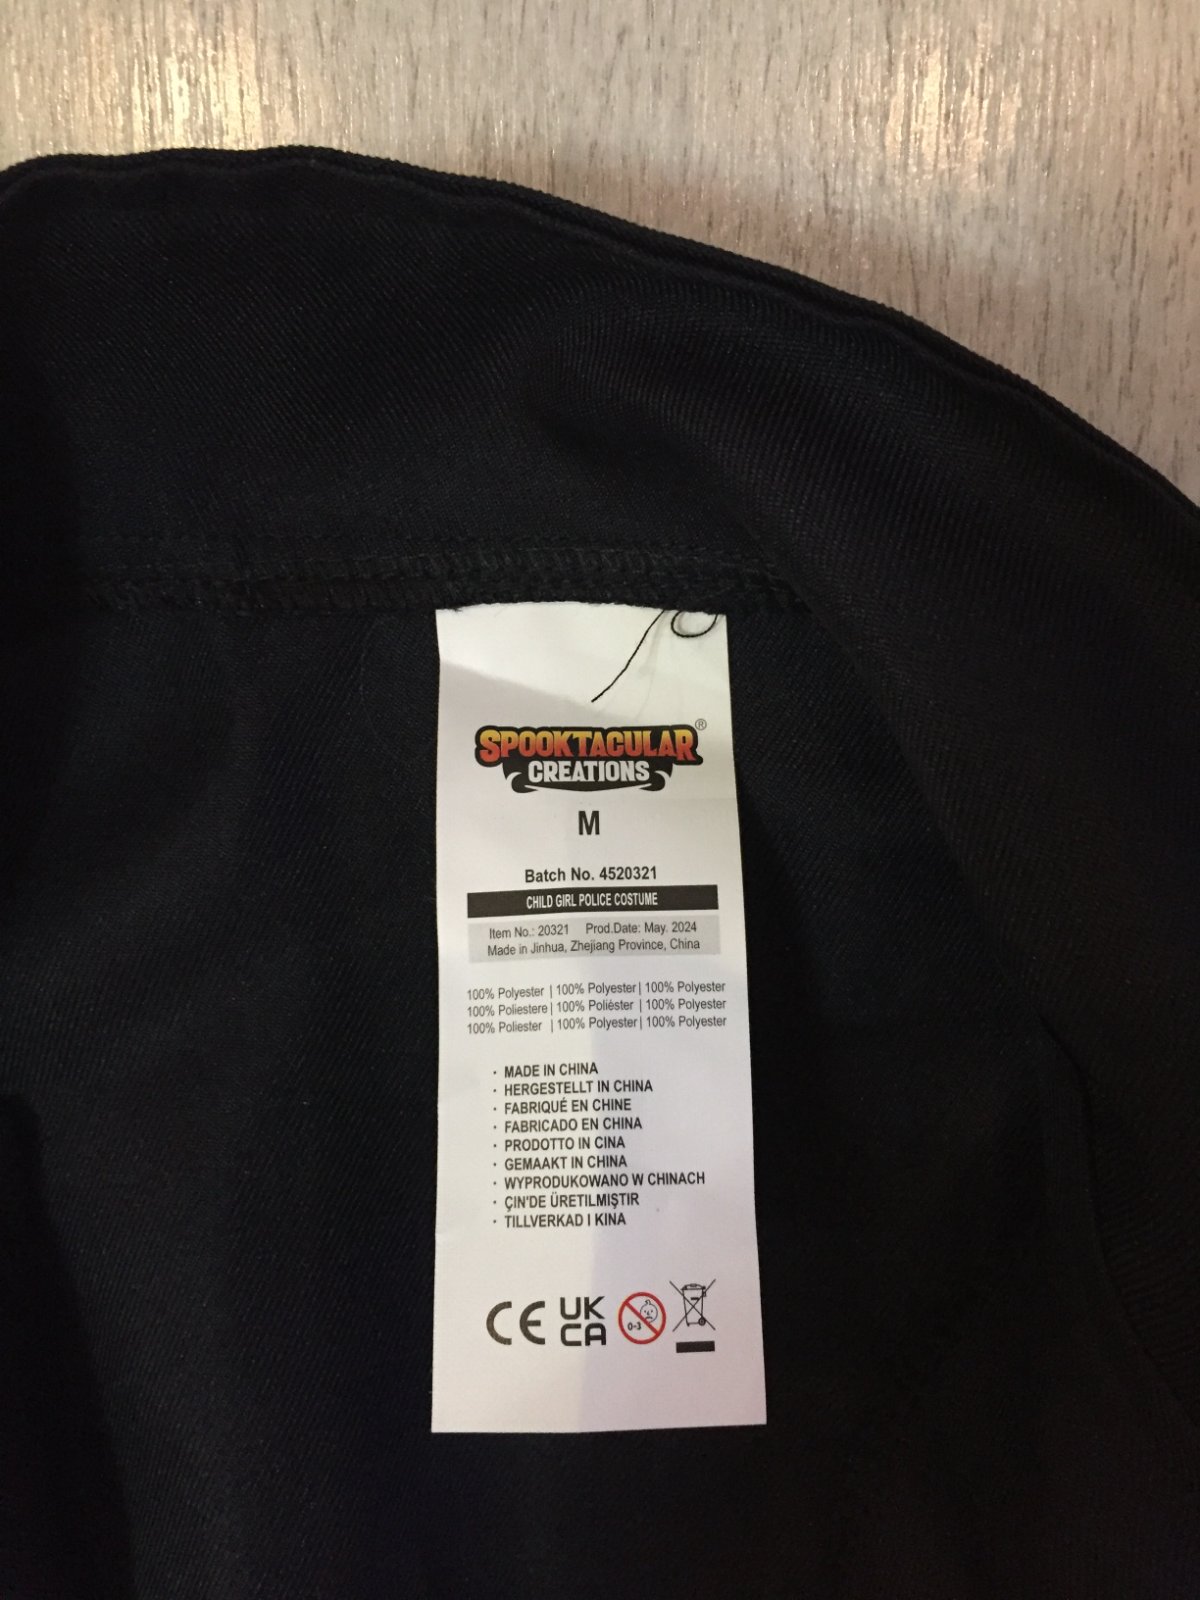 SPOOKTACULAR®
CREATIONS
M
Batch No. 4520321
CHILD GIRL POLICE COSTUME
Item No.: 20321 Prod.Date: May. 2024
Made in Jinhua, Zhejiang Province, China
100% Polyester | 100% Polyester | 100% Polyester
100% Poliestere | 100% Poliéster | 100% Polyester
100% Poliester | 100% Polyester | 100% Polyester
· MADE IN CHINA
· HERGESTELLT IN CHINA
· FABRIQUÉ EN CHINE
· FABRICADO EN CHINA
· PRODOTTO IN CINA
· GEMAAKT IN CHINA
· WYPRODUKOWANO W CHINACH
· ÇIN'DE ÜRETILMIŞTIR
· TILLVERKAD I KINA
CE UK
CA 0-3